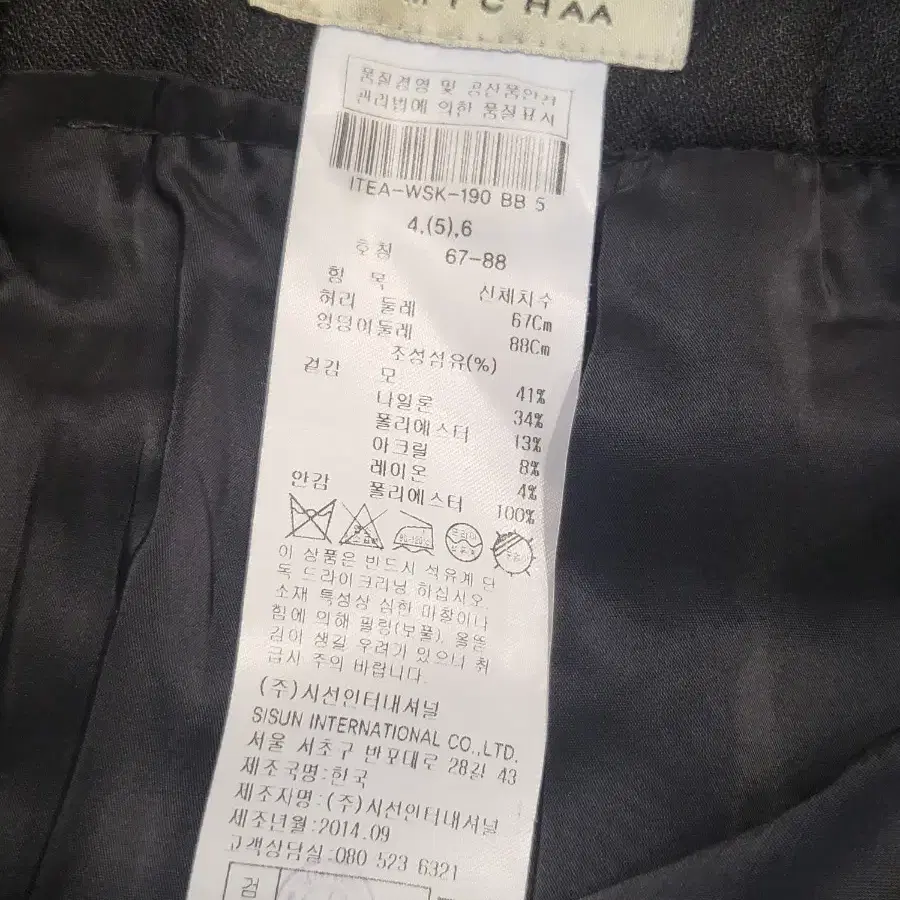 MICHAA
품질경영 및 공산품안전
관리법에 의한 품질표시
ITEA-WSK-190 BB 5
4,(5),6
호칭 67-88
항 목 신체치수
허리 둘레 67Cm
엉덩이둘레 88Cm
조성섬유(%)
겉감 모 41%
나일론 34%
폴리에스터 13%
아크릴 8%
레이온 4%
안감 폴리에스터 100%
이 상품은 반드시 석유계 단
독 드라이크리닝 하십시오.
소재 특성상 심한 마찰이나
힘에 의해 필링(보풀), 올뜯
김이 생길 우려가 있으니 취
급시 주의 바랍니다.
(주)시선인터내셔널
SISUN INTERNATIONAL CO.,LTD.
서울 서초구 반포대로 28길 43
제조국명:한국
제조자명:(주)시선인터내셔널
제조년월:2014.09
고객상담실:080 523 6321
검